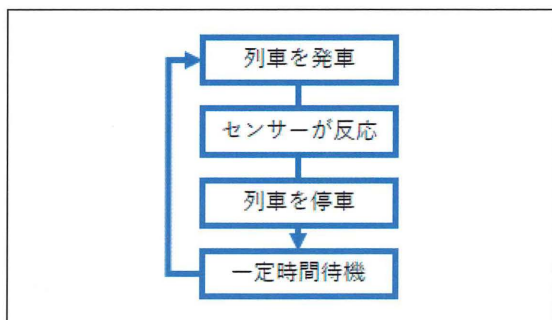 列車を発車
センサーが反応
列車を停車
一定時間待機